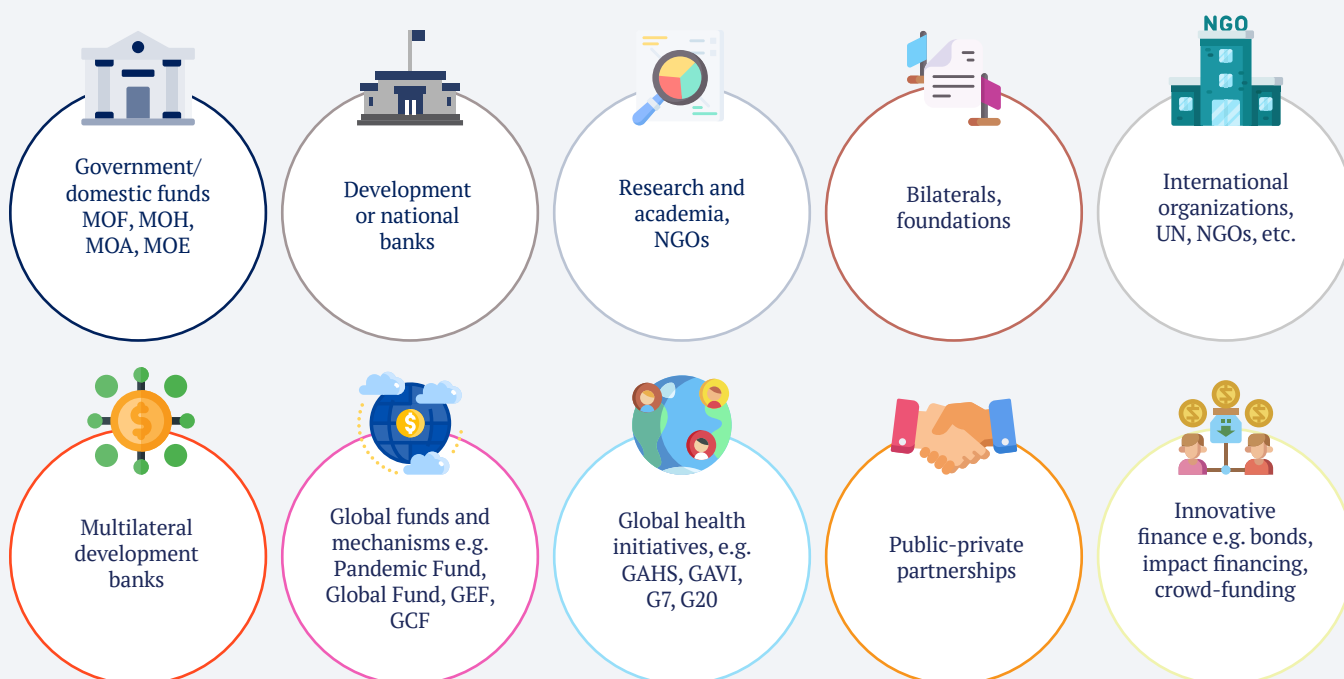 NGO
Government/
domestic funds
MOF, MOH,
MOA, MOE
Development
or national
banks
Research and
academia,
NGOs
Bilaterals,
foundations
International
organizations,
UN, NGOs, etc.
Multilateral
development
banks
Global funds and
mechanisms e.g.
Pandemic Fund,
Global Fund, GEF,
GCF
Global health
initiatives, e.g.
GAHS, GAVI,
G7, G20
Public-private
partnerships
Innovative
finance e.g. bonds,
impact financing,
crowd-funding